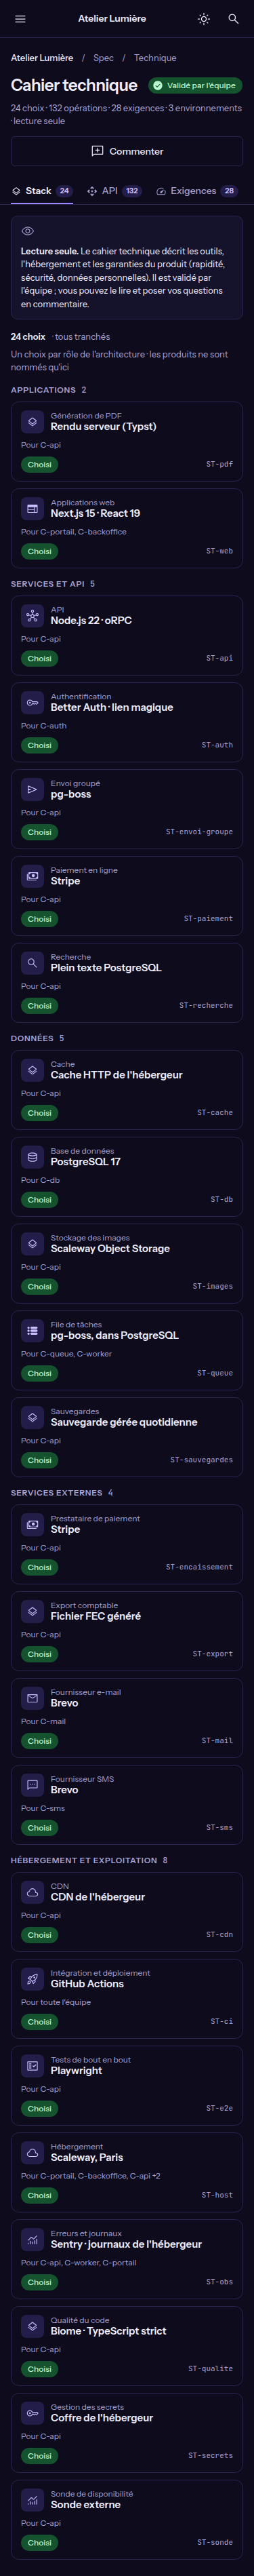 Atelier Lumière
Atelier Lumière / Spec / Technique
Cahier technique
Validé par l'équipe
24 choix · 132 opérations · 28 exigences · 3 environnements
· lecture seule
Commenter
Stack 24
API 132
Exigences 28
Lecture seule. Le cahier technique décrit les outils,
l'hébergement et les garanties du produit (rapidité,
sécurité, données personnelles). Il est validé par
l'équipe ; vous pouvez le lire et poser vos questions
en commentaire.
24 choix · tous tranchés
Un choix par rôle de l'architecture · les produits ne sont
nommés qu'ici
APPLICATIONS 2
Génération de PDF
Rendu serveur (Typst)
Pour C-api
Choisi
ST-pdf
Applications web
Next.js 15 · React 19
Pour C-portail, C-backoffice
Choisi
ST-web
SERVICES ET API 5
API
Node.js 22 · oRPC
Pour C-api
Choisi
ST-api
Authentification
Better Auth · lien magique
Pour C-auth
Choisi
ST-auth
Envoi groupé
pg-boss
Pour C-api
Choisi
ST-envoi-groupe
Paiement en ligne
Stripe
Pour C-api
Choisi
ST-paiement
Recherche
Plein texte PostgreSQL
Pour C-api
Choisi
ST-recherche
DONNÉES 5
Cache
Cache HTTP de l'hébergeur
Pour C-api
Choisi
ST-cache
Base de données
PostgreSQL 17
Pour C-db
Choisi
ST-db
Stockage des images
Scaleway Object Storage
Pour C-api
Choisi
ST-images
File de tâches
pg-boss, dans PostgreSQL
Pour C-queue, C-worker
Choisi
ST-queue
Sauvegardes
Sauvegarde gérée quotidienne
Pour C-api
Choisi
ST-sauvegardes
SERVICES EXTERNES 4
Prestataire de paiement
Stripe
Pour C-api
Choisi
ST-encaissement
Export comptable
Fichier FEC généré
Pour C-api
Choisi
ST-export
Fournisseur e-mail
Brevo
Pour C-mail
Choisi
ST-mail
Fournisseur SMS
Brevo
Pour C-sms
Choisi
ST-sms
HÉBERGEMENT ET EXPLOITATION 8
CDN
CDN de l'hébergeur
Pour C-api
Choisi
ST-cdn
Intégration et déploiement
GitHub Actions
Pour toute l'équipe
Choisi
ST-ci
Tests de bout en bout
Playwright
Pour C-api
Choisi
ST-e2e
Hébergement
Scaleway, Paris
Pour C-portail, C-backoffice, C-api +2
Choisi
ST-host
Erreurs et journaux
Sentry · journaux de l'hébergeur
Pour C-api, C-worker, C-portail
Choisi
ST-obs
Qualité du code
Biome · TypeScript strict
Pour C-api
Choisi
ST-qualite
Gestion des secrets
Coffre de l'hébergeur
Pour C-api
Choisi
ST-secrets
Sonde de disponibilité
Sonde externe
Pour C-api
Choisi
ST-sonde